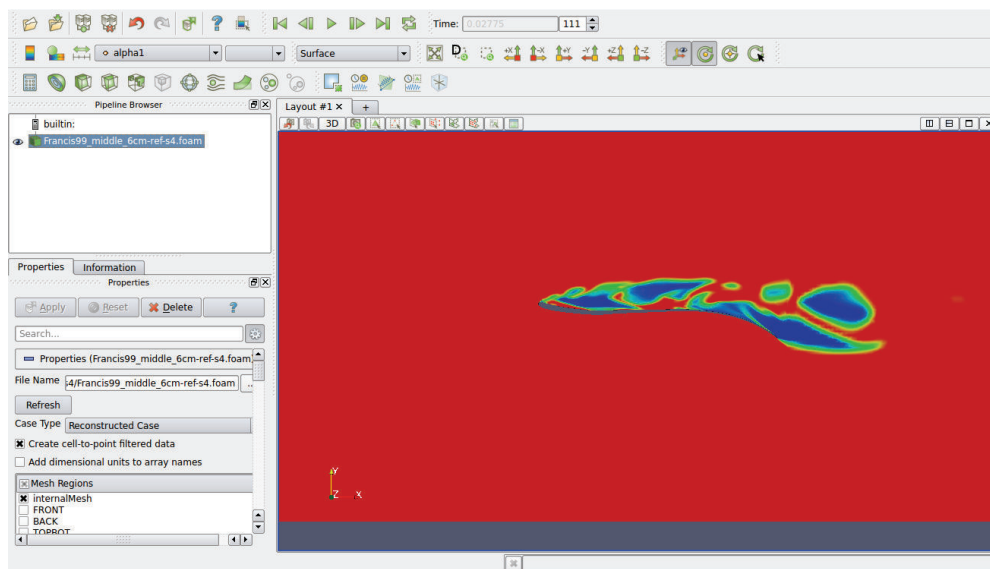 Time: 0.02775 111
alpha1 Surface
Pipeline Browser
builtin:
Francis99_middle_6cm-ref-s4.foam
Layout #1 × +
3D
Properties Information
Properties
Apply Reset Delete ?
Search...
Properties (Francis99_middle_6cm-ref-s4.foam
File Name s4/Francis99_middle_6cm-ref-s4.foam ..
Refresh
Case Type Reconstructed Case
Create cell-to-point filtered data
Add dimensional units to array names
Mesh Regions
internalMesh
FRONT
BACK
TOPBOT
Y
Z X